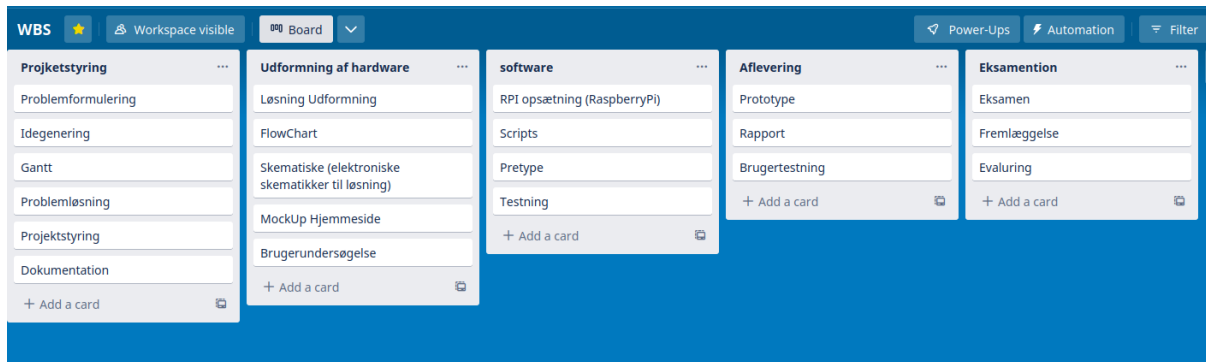 WBS
Workspace visible
Board
Power-Ups
Automation
Filter
Projketstyring
Problemformulering
Idegenering
Gantt
Problemløsning
Projektstyring
Dokumentation
+ Add a card
Udformning af hardware
Løsning Udformning
FlowChart
Skematiske (elektroniske
skematikker til løsning)
MockUp Hjemmeside
Brugerundersøgelse
+ Add a card
software
RPI opsætning (RaspberryPi)
Scripts
Pretype
Testning
+ Add a card
Aflevering
Prototype
Rapport
Brugertestning
+ Add a card
Eksamention
Eksamen
Fremlæggelse
Evaluring
+ Add a card